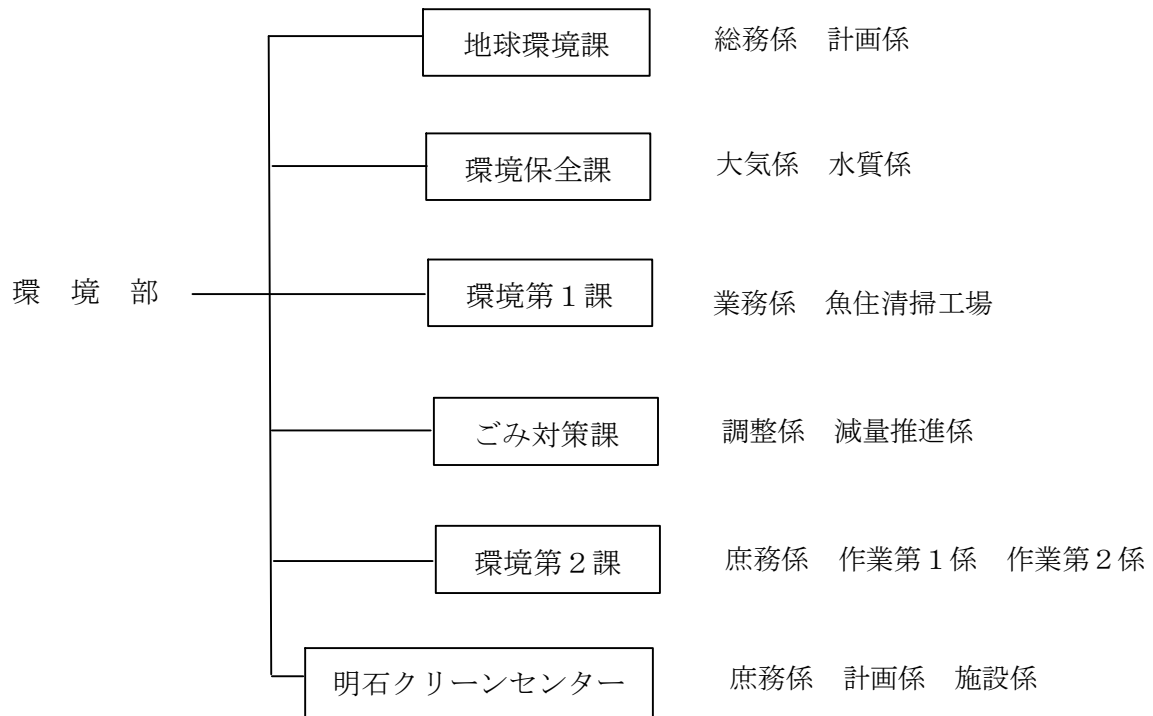 地球環境課 総務係 計画係
環境保全課 大気係 水質係
環 境 部 環境第１課 業務係 魚住清掃工場
ごみ対策課 調整係 減量推進係
環境第２課 庶務係 作業第１係 作業第２係
明石クリーンセンター 庶務係 計画係 施設係